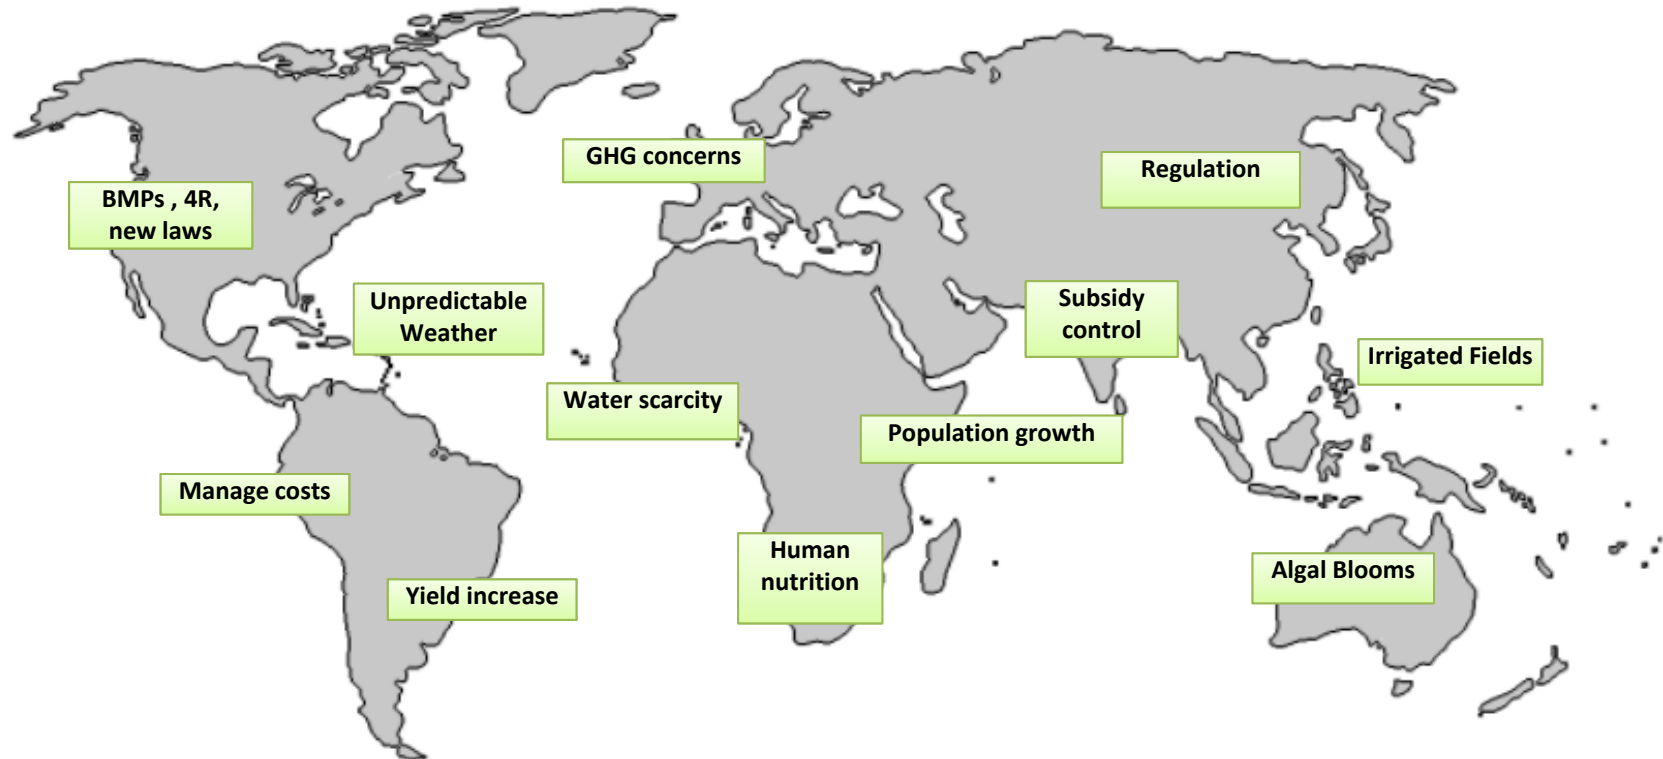 GHG concerns
Regulation
BMPs , 4R,
new laws
Unpredictable
Weather
Subsidy
control
Irrigated Fields
Water scarcity
Population growth
Manage costs
Human
nutrition
Algal Blooms
Yield increase